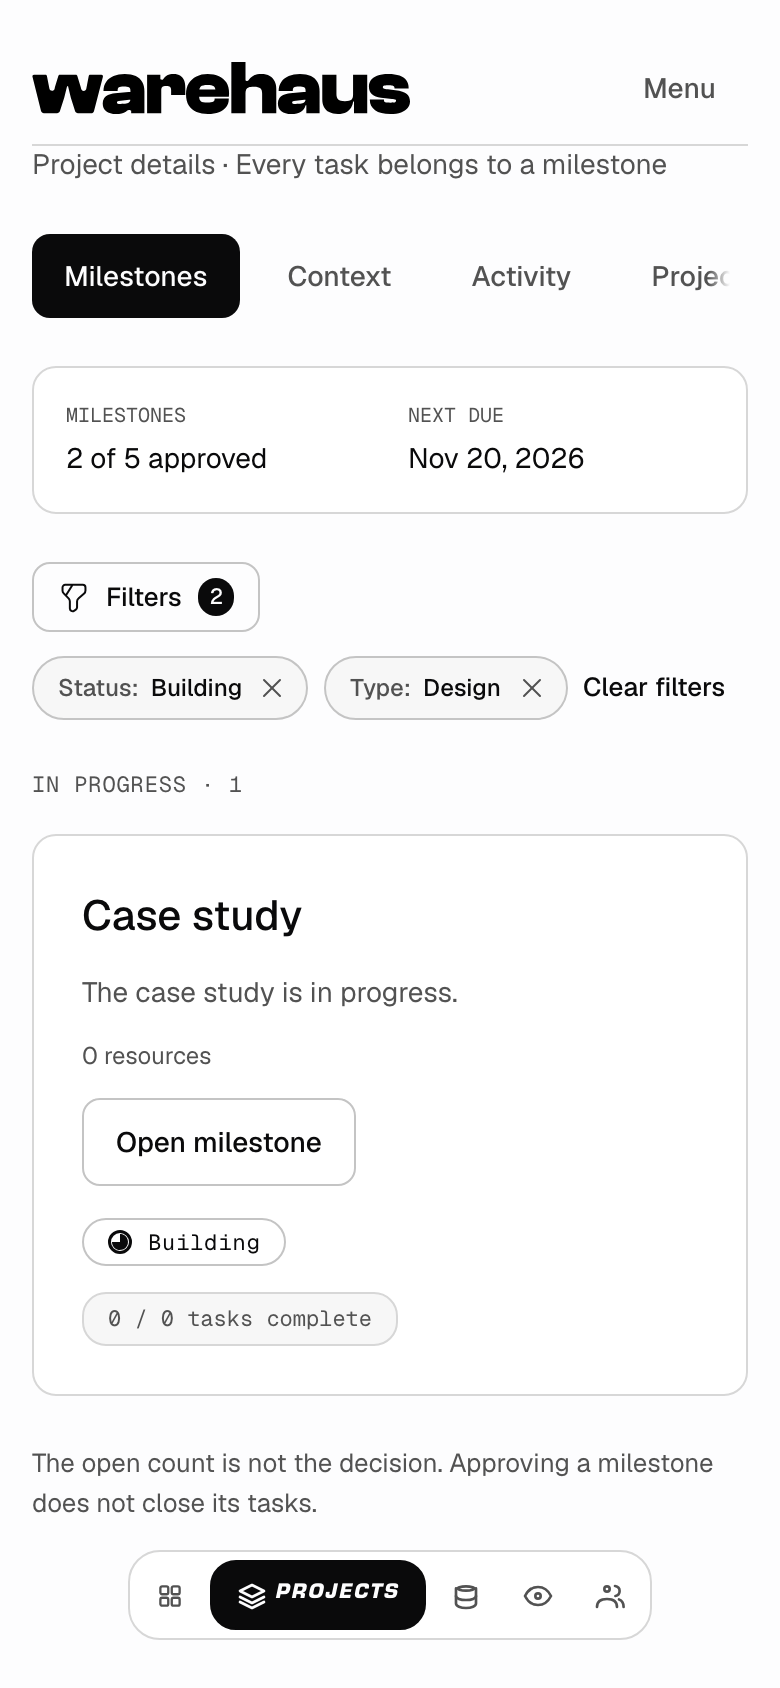 warehaus
Menu
Project details · Every task belongs to a milestone
Milestones
Context
Activity
Projec
MILESTONES
NEXT DUE
2 of 5 approved
Nov 20, 2026
Filters 2
Status: Building
Type: Design
Clear filters
IN PROGRESS · 1
Case study
The case study is in progress.
0 resources
Open milestone
Building
0 / 0 tasks complete
The open count is not the decision. Approving a milestone
does not close its tasks.
PROJECTS